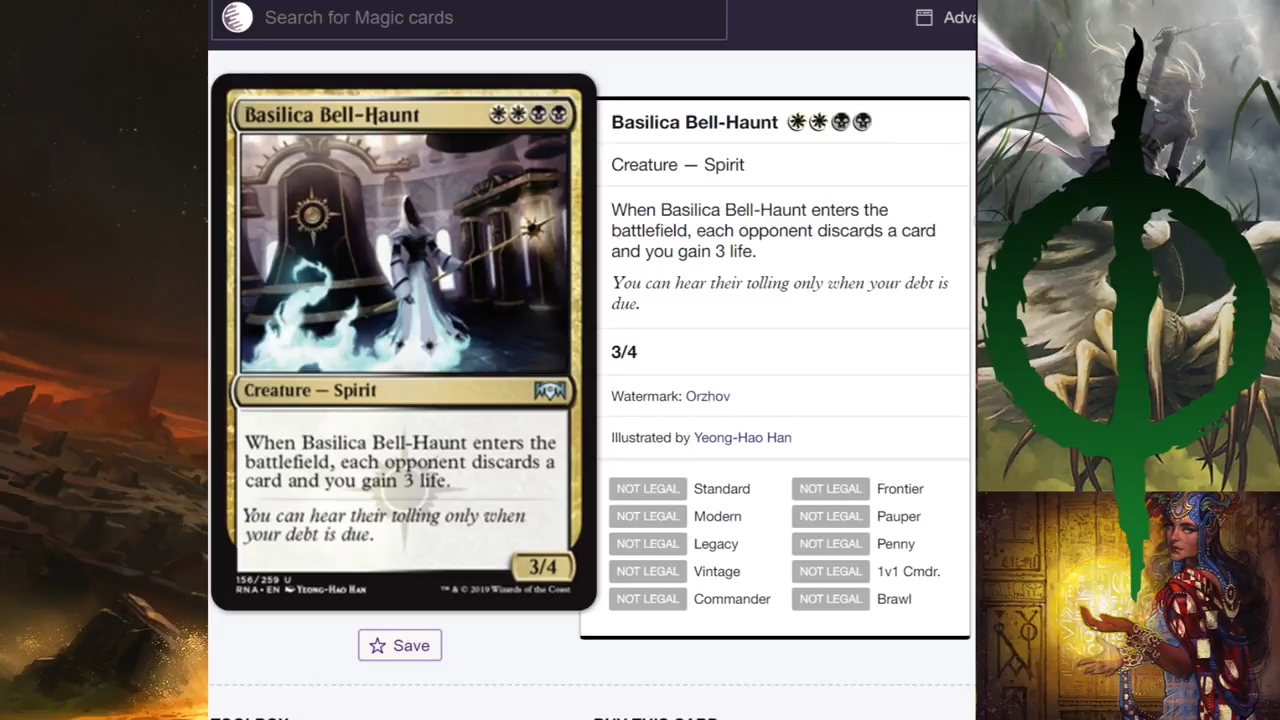 Search for Magic cards
Adva
Basilica Bell-Haunt
Creature — Spirit
When Basilica Bell-Haunt enters the
battlefield, each opponent discards a
card and you gain 3 life.
You can hear their tolling only when
your debt is due.
3/4
156/259 U
RNA • EN Yeong-Hao Han
™ & © 2019 Wizards of the Coast
Save
Basilica Bell-Haunt
Creature — Spirit
When Basilica Bell-Haunt enters the
battlefield, each opponent discards a card
and you gain 3 life.
You can hear their tolling only when your debt is
due.
3/4
Watermark: Orzhov
Illustrated by Yeong-Hao Han
NOT LEGAL Standard NOT LEGAL Frontier
NOT LEGAL Modern NOT LEGAL Pauper
NOT LEGAL Legacy NOT LEGAL Penny
NOT LEGAL Vintage NOT LEGAL 1v1 Cmdr.
NOT LEGAL Commander NOT LEGAL Brawl
TOOLBOX
BUY THIS CARD